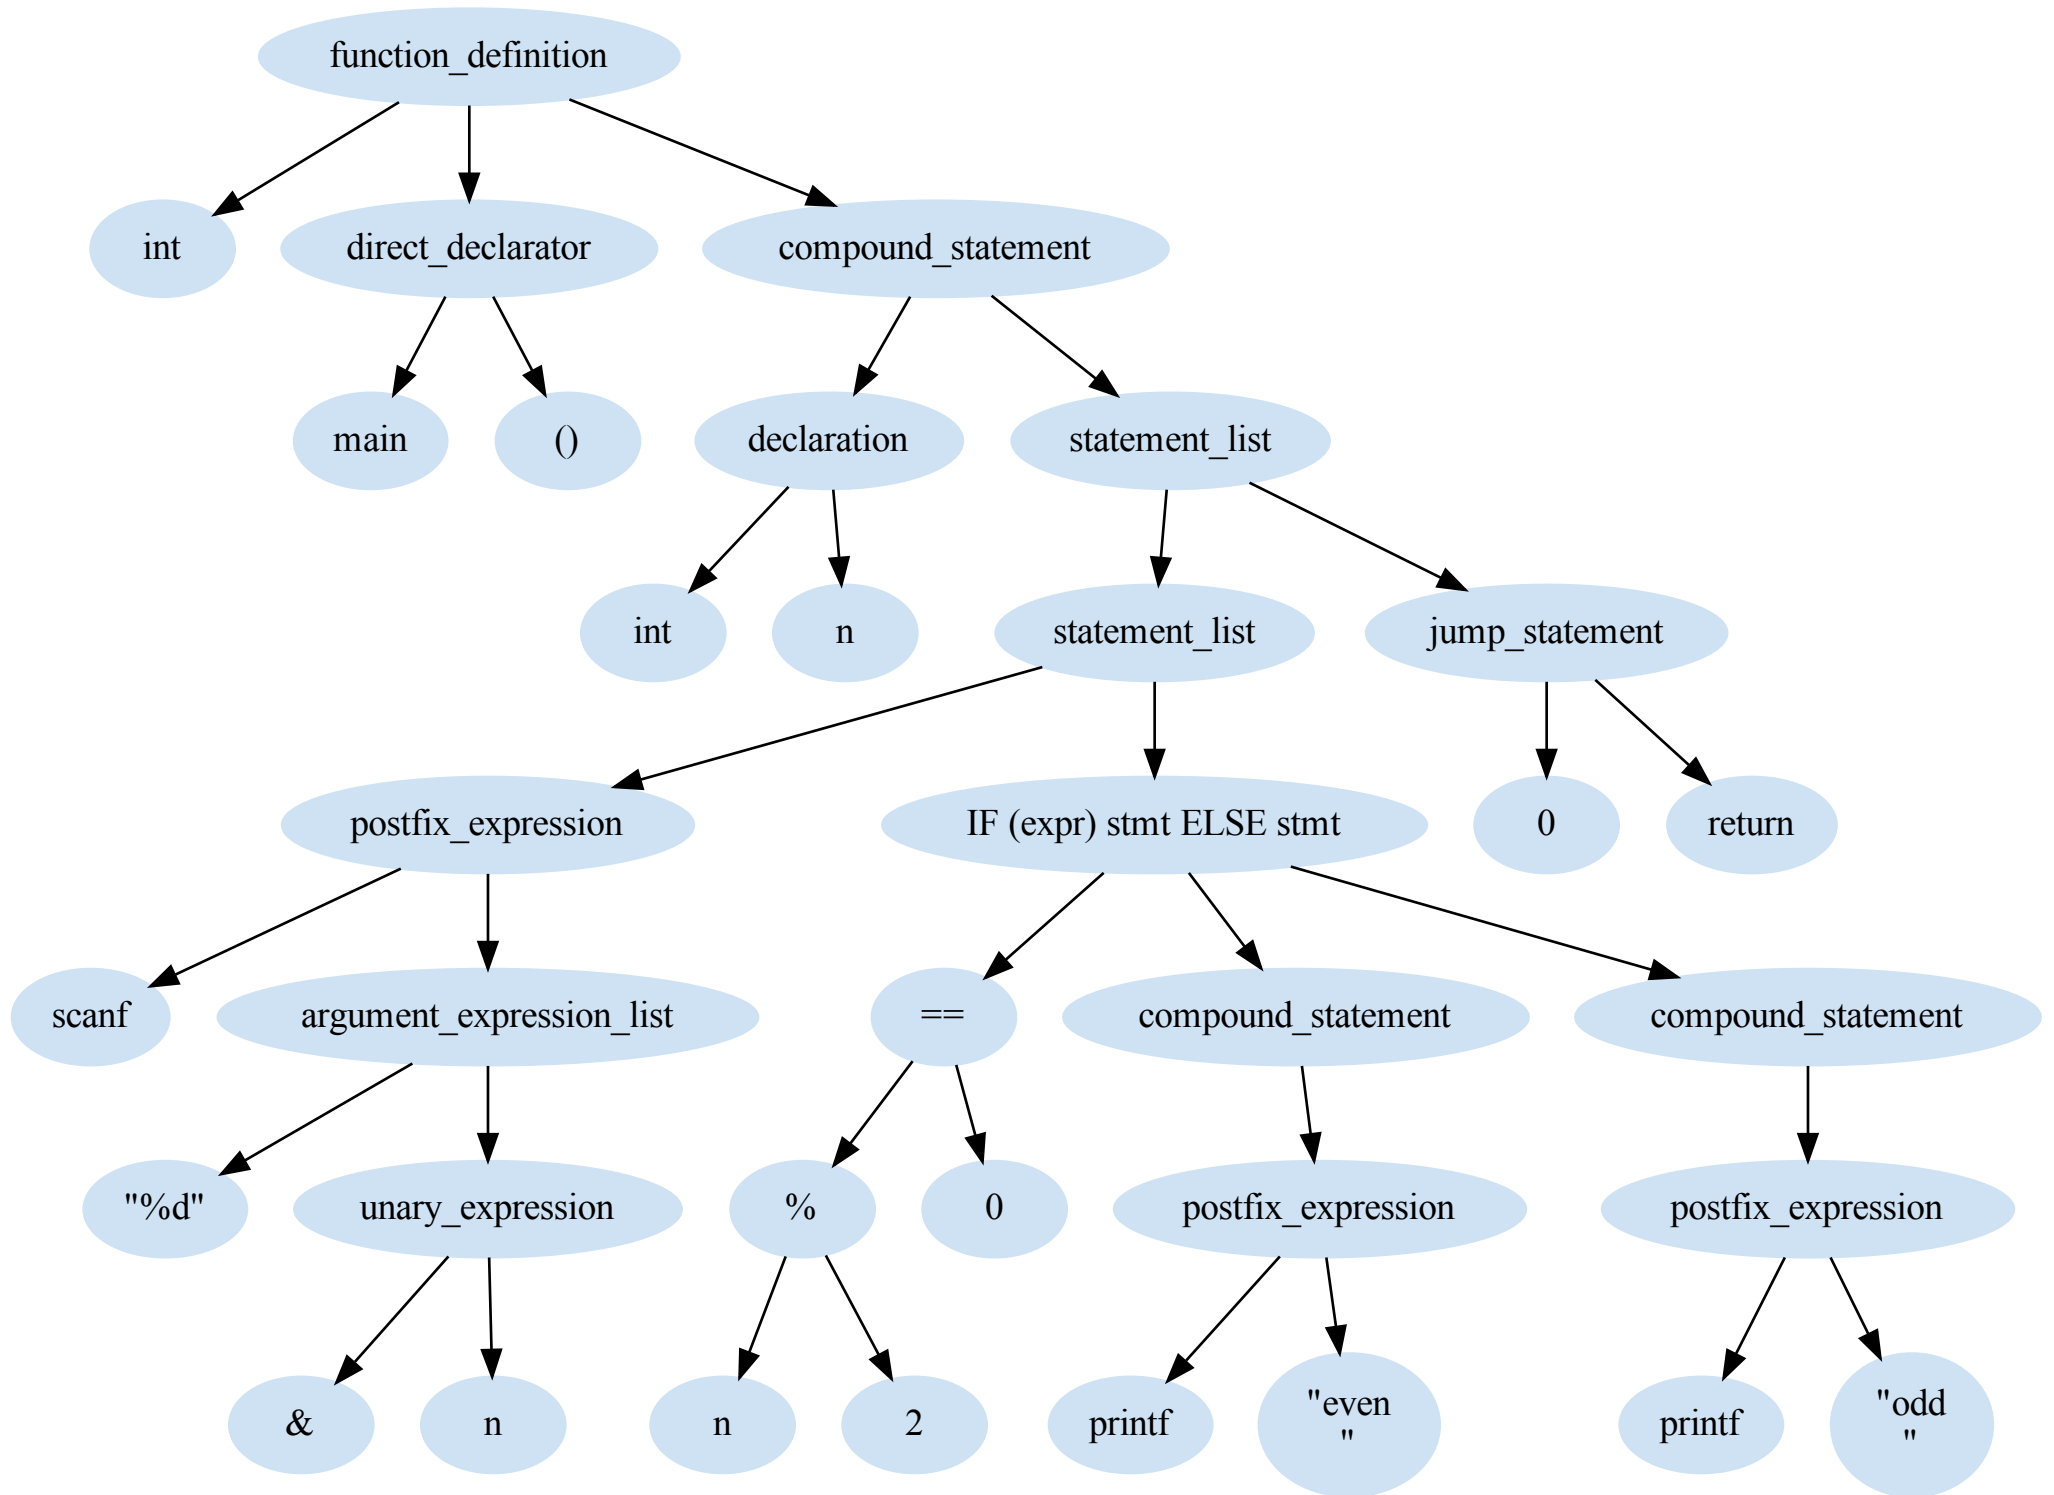 function_definition
int
direct_declarator
compound_statement
main
()
declaration
statement_list
int
n
statement_list
jump_statement
postfix_expression
IF (expr) stmt ELSE stmt
0
return
scanf
argument_expression_list
==
compound_statement
compound_statement
"%d"
unary_expression
%
0
postfix_expression
postfix_expression
&
n
n
2
printf
"even
"
printf
"odd
"